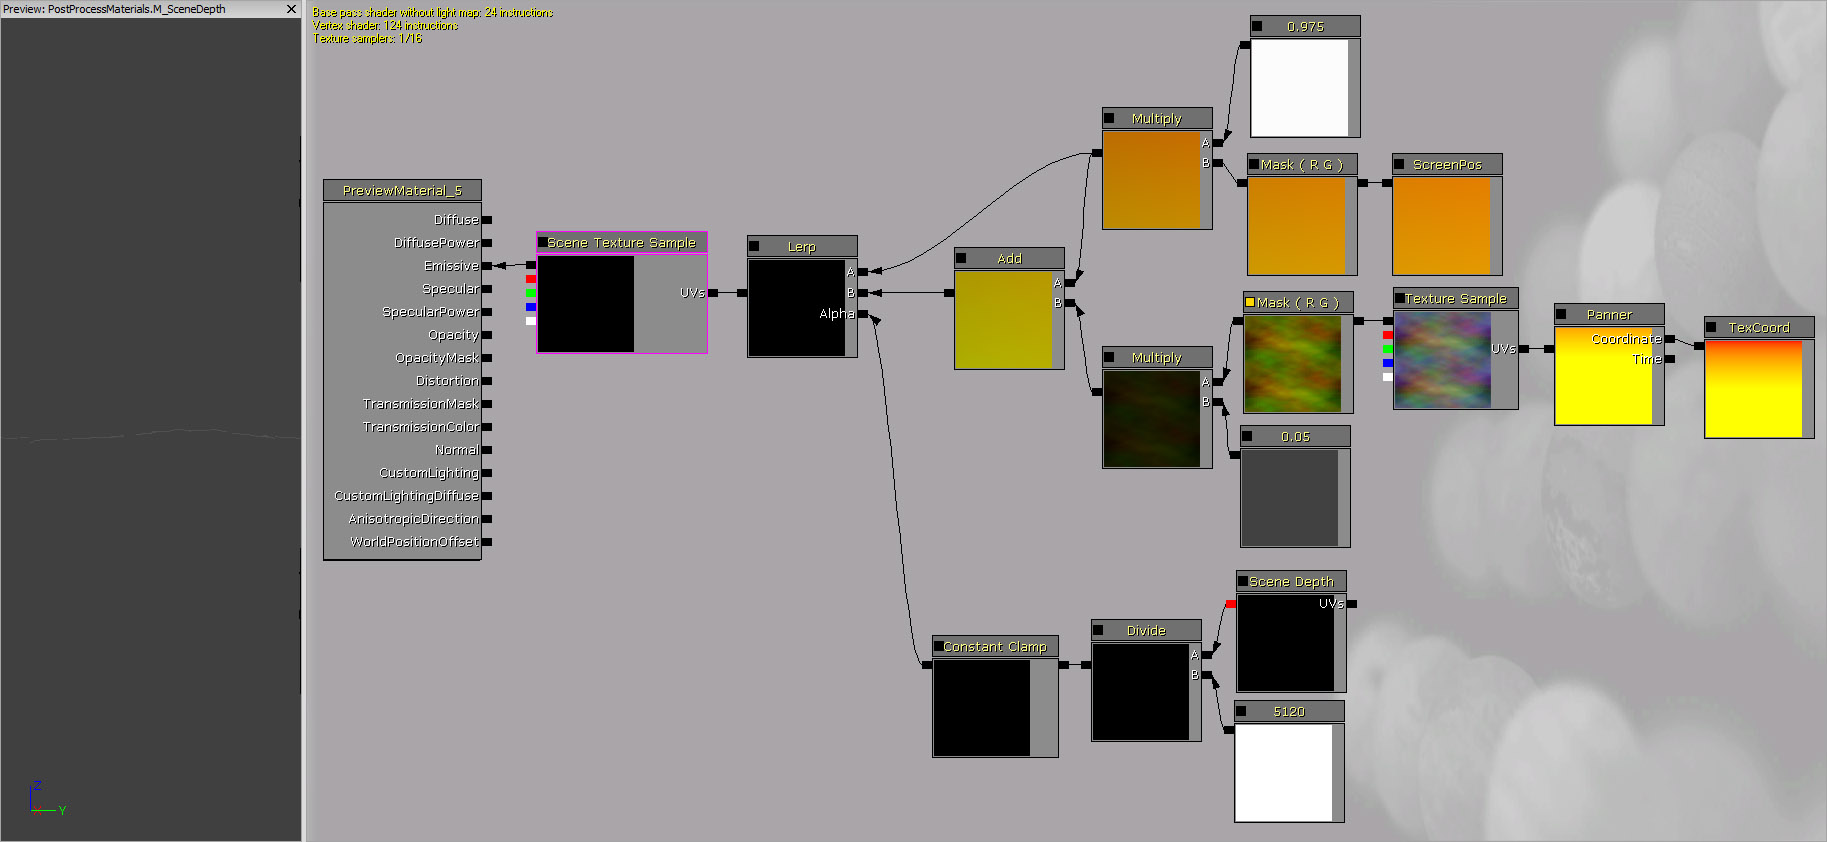 Preview: PostProcessMaterials.M_SceneDepth
Base pass shader without light map: 24 instructions
Vertex shader: 124 instructions
Texture samplers: 1/16
PreviewMaterial_5
Diffuse
DiffusePower
Emissive
Specular
SpecularPower
Opacity
OpacityMask
Distortion
TransmissionMask
TransmissionColor
Normal
CustomLighting
CustomLightingDiffuse
AnisotropicDirection
WorldPositionOffset
Scene Texture Sample
UVs
Lerp
A
B
Alpha
Add
A
B
Multiply
A
B
0.975
Mask ( R G )
ScreenPos
Multiply
A
B
Mask ( R G )
Texture Sample
UVs
Panner
Coordinate
Time
TexCoord
0.05
Constant Clamp
Divide
A
B
Scene Depth
UVs
5120
Z
X
Y